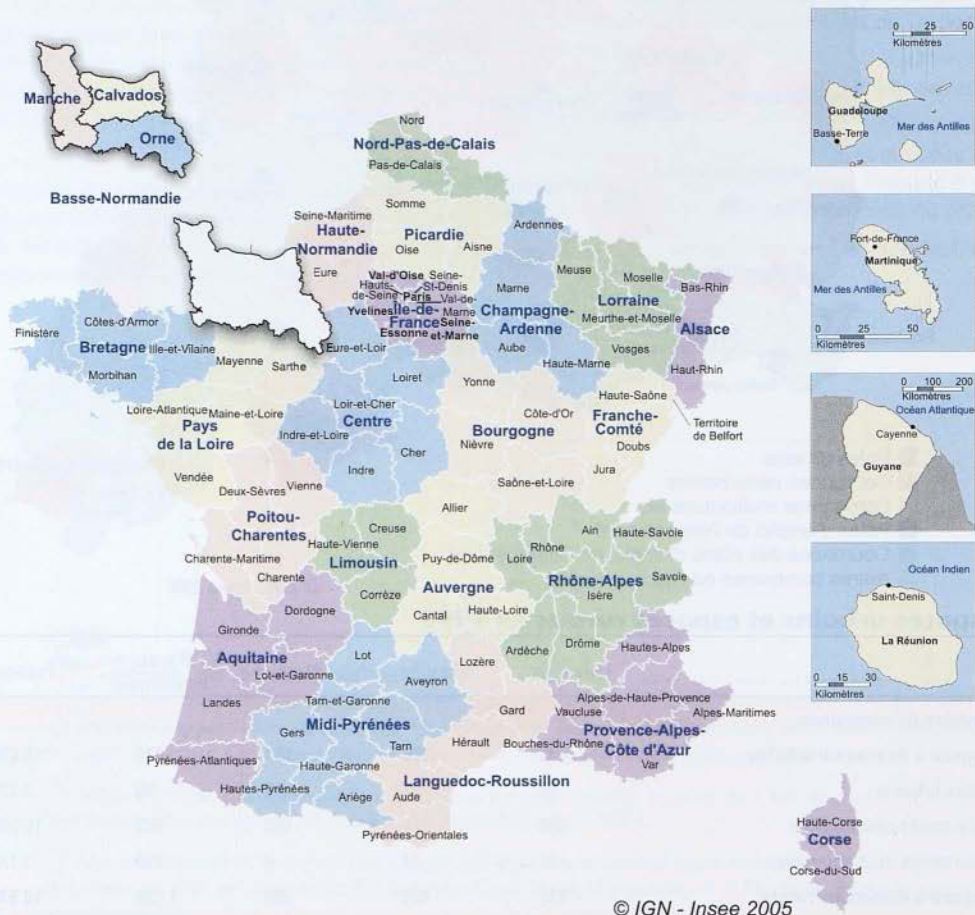 Manche
Calvados
Orne
Basse-Normandie
Nord
Nord-Pas-de-Calais
Pas-de-Calais
Somme
Seine-Maritime
Haute-
Normandie
Picardie
Oise
Aisne
Eure
Ardennes
Val-d'Oise
Seine-
St-Denis
Hauts-
de-Seine
Paris
Val-de-
Marne
Yvelines
Île-de-
France
Essonne
Seine-
et-Marne
Marne
Champagne-
Ardenne
Aube
Haute-Marne
Meuse
Moselle
Lorraine
Meurthe-et-Moselle
Vosges
Bas-Rhin
Alsace
Haut-Rhin
Finistère
Côtes-d'Armor
Bretagne
Ille-et-Vilaine
Morbihan
Mayenne
Sarthe
Eure-et-Loir
Loiret
Loir-et-Cher
Centre
Indre-et-Loire
Cher
Indre
Loire-Atlantique
Maine-et-Loire
Pays
de la Loire
Vendée
Yonne
Côte-d'Or
Bourgogne
Nièvre
Saône-et-Loire
Haute-Saône
Franche-
Comté
Doubs
Jura
Territoire
de Belfort
Deux-Sèvres
Vienne
Poitou-
Charentes
Charente-Maritime
Charente
Creuse
Haute-Vienne
Limousin
Corrèze
Allier
Puy-de-Dôme
Auvergne
Cantal
Haute-Loire
Ain
Haute-Savoie
Loire
Rhône
Rhône-Alpes
Savoie
Isère
Ardèche
Drôme
Dordogne
Gironde
Aquitaine
Lot-et-Garonne
Landes
Pyrénées-Atlantiques
Lot
Aveyron
Tarn-et-Garonne
Midi-Pyrénées
Gers
Tarn
Haute-Garonne
Hautes-Pyrénées
Ariège
Lozère
Gard
Hérault
Languedoc-Roussillon
Aude
Pyrénées-Orientales
Hautes-Alpes
Alpes-de-Haute-Provence
Vaucluse
Alpes-Maritimes
Provence-Alpes-
Côte d'Azur
Bouches-du-Rhône
Var
Haute-Corse
Corse
Corse-du-Sud
0 25 50
Kilomètres
Guadeloupe
Basse-Terre
Mer des Antilles
Fort-de-France
Martinique
Mer des Antilles
0 25 50
Kilomètres
0 100 200
Kilomètres
Océan Atlantique
Cayenne
Guyane
Océan Indien
Saint-Denis
La Réunion
0 15 30
Kilomètres
© IGN - Insee 2005